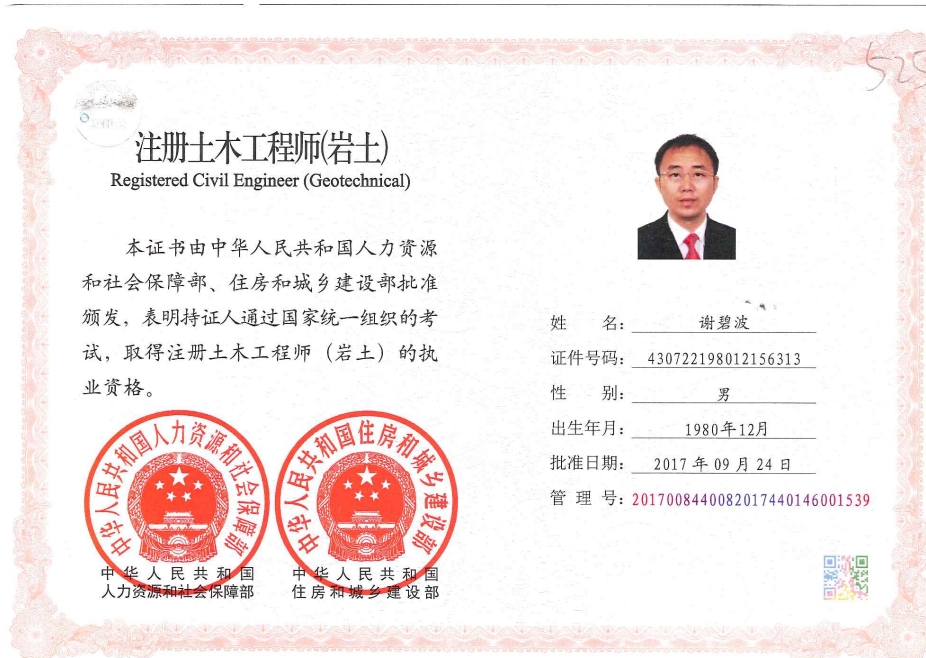 525
注册土木工程师(岩土)
Registered Civil Engineer (Geotechnical)
本证书由中华人民共和国人力资源
和社会保障部、住房和城乡建设部批准
颁发，表明持证人通过国家统一组织的考
试，取得注册土木工程师（岩土）的执
业资格。
中华人民共和国人力资源和社会保障部
中华人民共和国住房和城乡建设部
中华人民共和国
人力资源和社会保障部
中华人民共和国
住房和城乡建设部
姓 名： 谢碧波
证件号码： 430722198012156313
性 别： 男
出生年月： 1980年12月
批准日期： 2017 年 09 月 24 日
管 理 号：2017008440082017440146001539